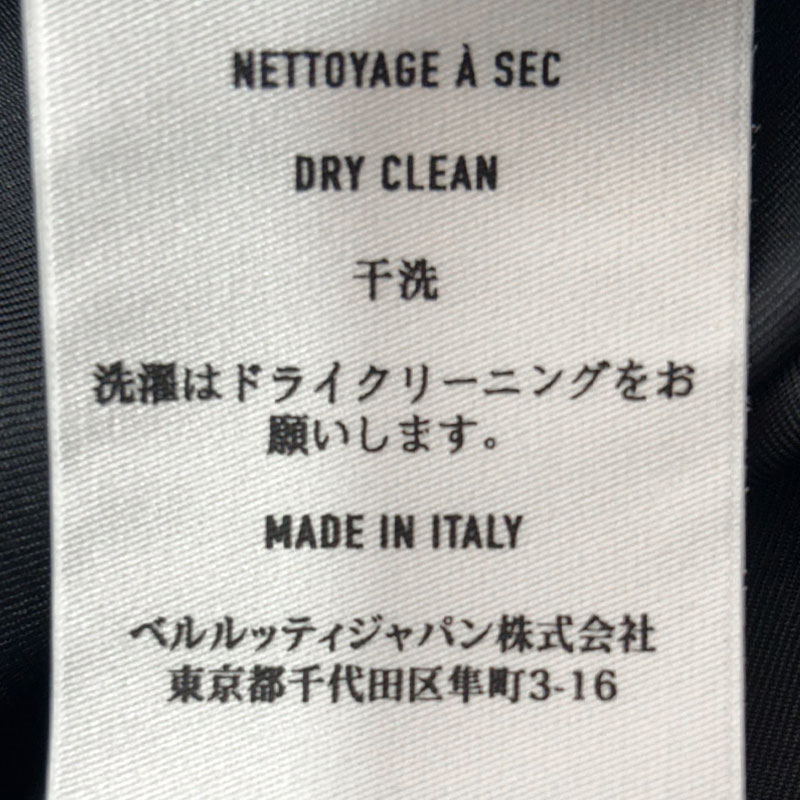 NETTOYAGE À SEC
DRY CLEAN
干洗
洗濯はドライクリーニングをお
願いします。
MADE IN ITALY
ベルルッティジャパン株式会社
東京都千代田区隼町3-16